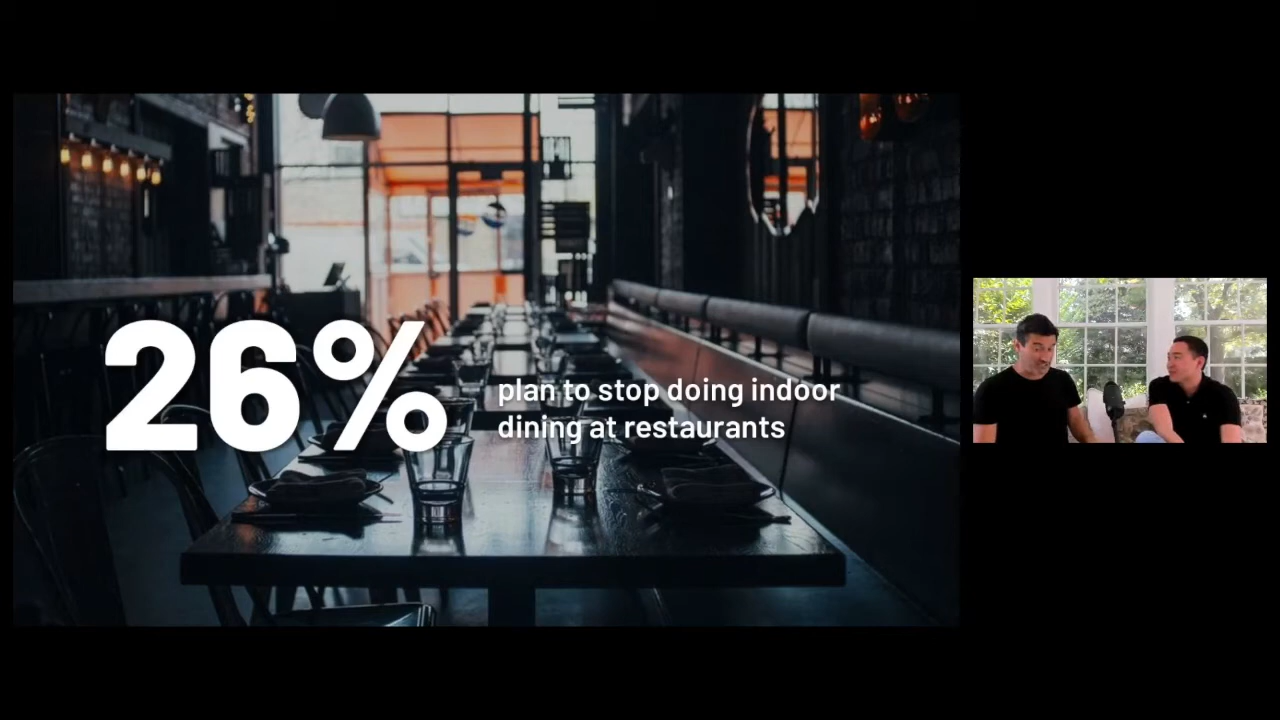 26%
plan to stop doing indoor
dining at restaurants